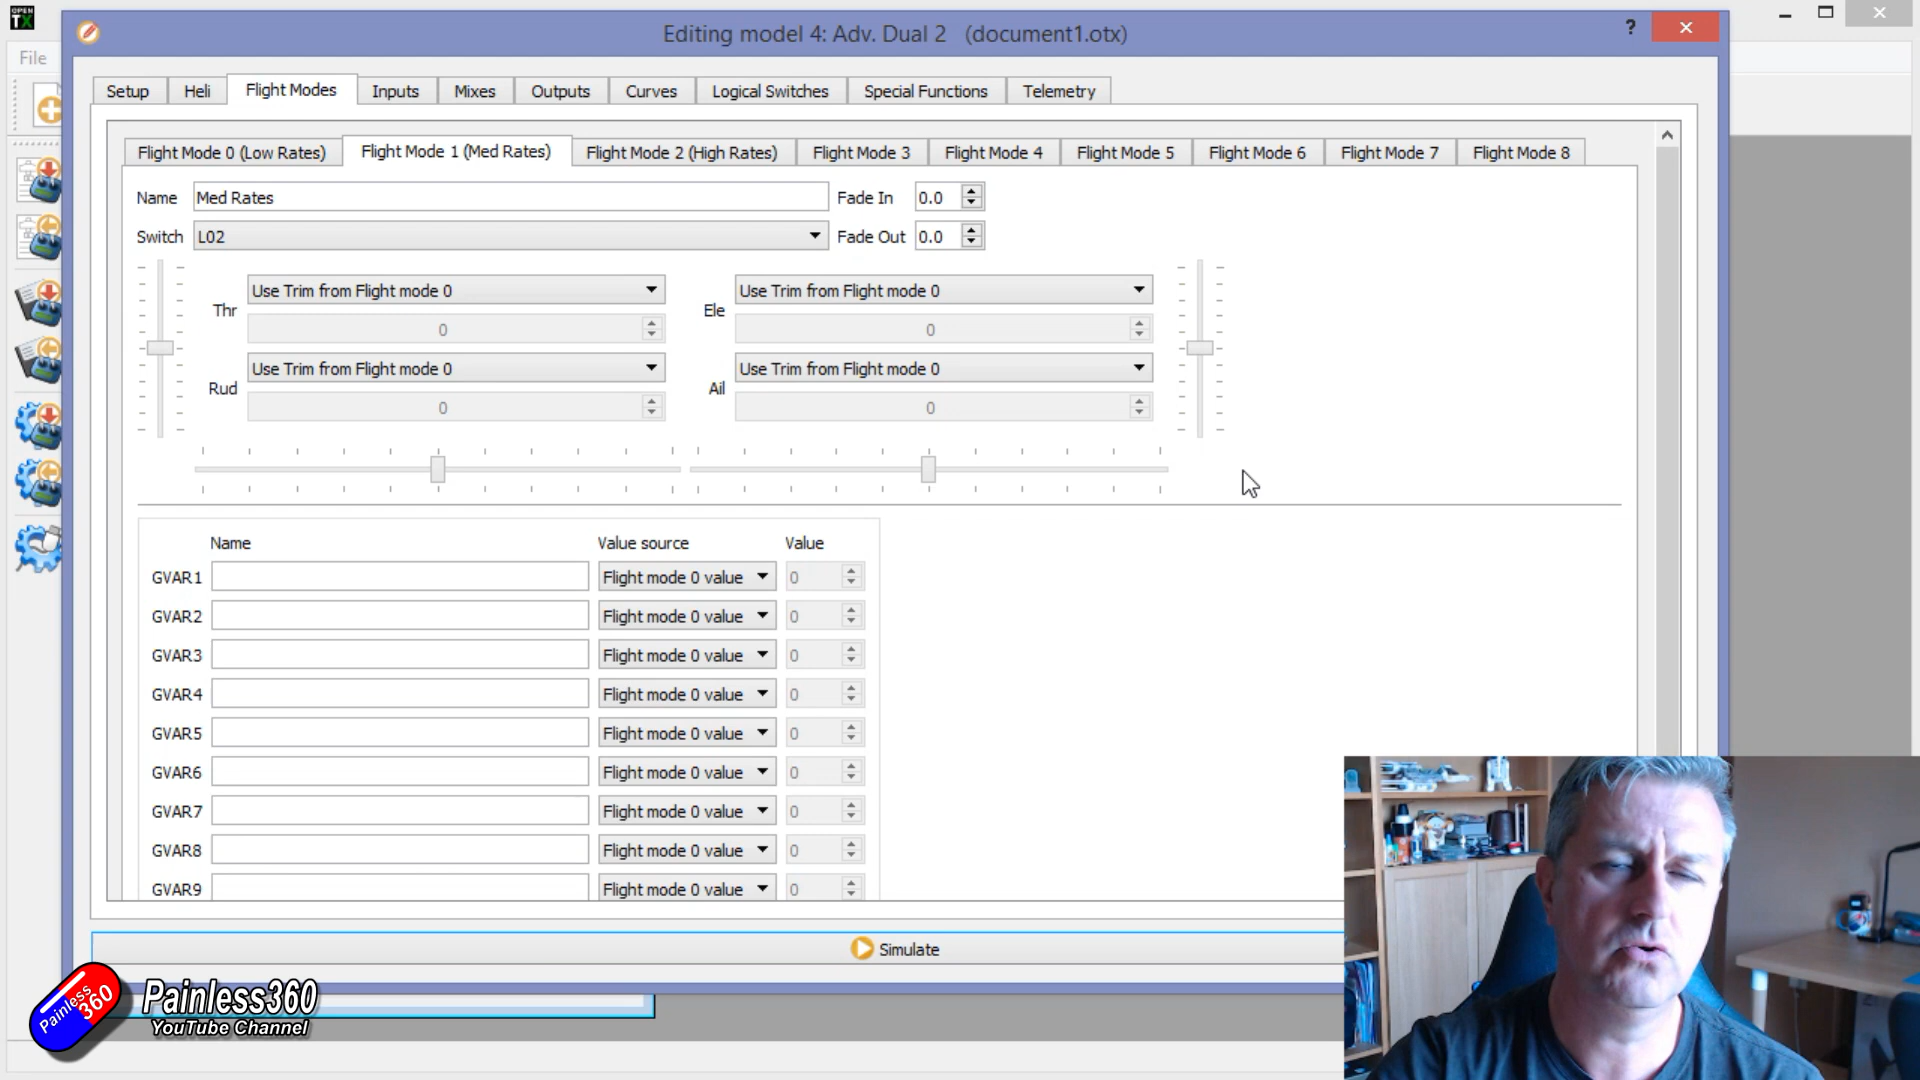 OPEN
TX
Editing model 4: Adv. Dual 2 (document1.otx)
?
File
Setup
Heli
Flight Modes
Inputs
Mixes
Outputs
Curves
Logical Switches
Special Functions
Telemetry
Flight Mode 0 (Low Rates)
Flight Mode 1 (Med Rates)
Flight Mode 2 (High Rates)
Flight Mode 3
Flight Mode 4
Flight Mode 5
Flight Mode 6
Flight Mode 7
Flight Mode 8
Name
Med Rates
Fade In
0.0
Switch
L02
Fade Out
0.0
Thr
Use Trim from Flight mode 0
0
Ele
Use Trim from Flight mode 0
0
Rud
Use Trim from Flight mode 0
0
Ail
Use Trim from Flight mode 0
0
Name
Value source
Value
GVAR1
Flight mode 0 value
0
GVAR2
Flight mode 0 value
0
GVAR3
Flight mode 0 value
0
GVAR4
Flight mode 0 value
0
GVAR5
Flight mode 0 value
0
GVAR6
Flight mode 0 value
0
GVAR7
Flight mode 0 value
0
GVAR8
Flight mode 0 value
0
GVAR9
Flight mode 0 value
0
Simulate
Painless
360
Painless360
YouTube Channel